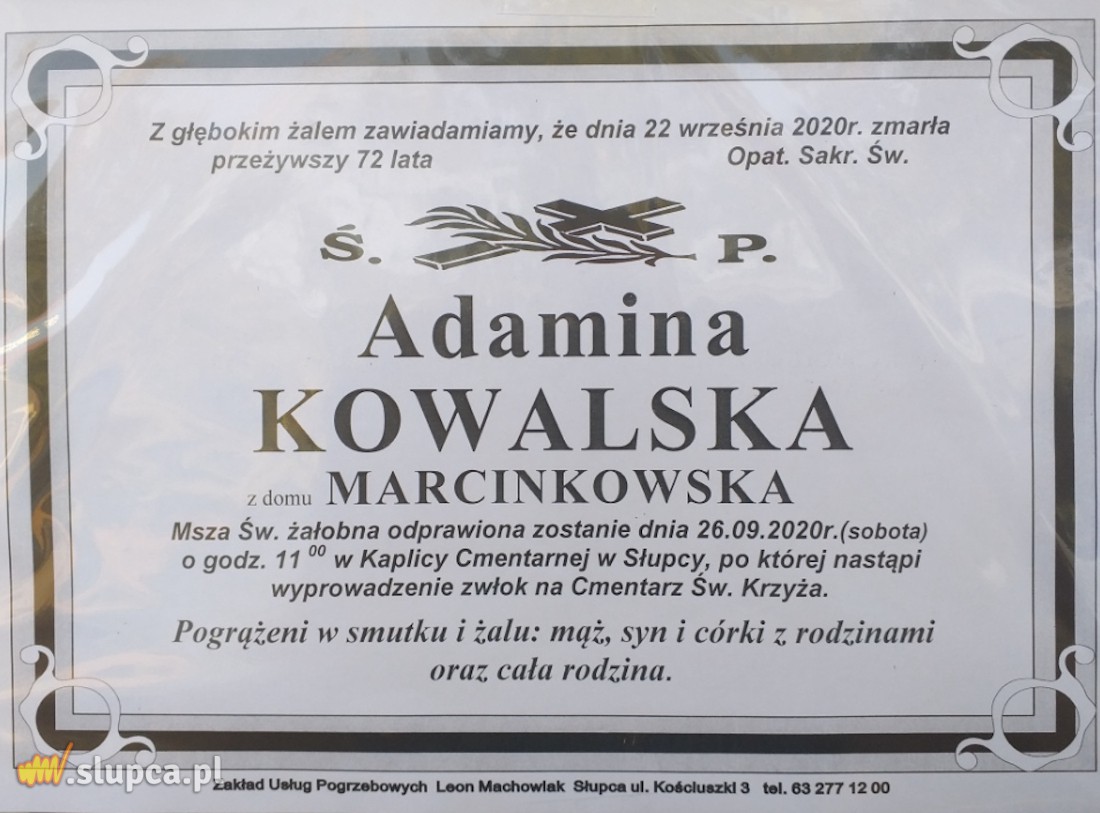 Z głębokim żalem zawiadamiamy, że dnia 22 września 2020r. zmarła
przeżywszy 72 lata Opat. Sakr. Św.
Ś. P.
Adamina
KOWALSKA
z domu MARCINKOWSKA
Msza Św. żałobna odprawiona zostanie dnia 26.09.2020r.(sobota)
o godz. 11 00 w Kaplicy Cmentarnej w Słupcy, po której nastąpi
wyprowadzenie zwłok na Cmentarz Św. Krzyża.
Pogrążeni w smutku i żalu: mąż, syn i córki z rodzinami
oraz cała rodzina.
www.slupca.pl
Zakład Usług Pogrzebowych Leon Machowiak Słupca ul. Kościuszki 3 tel. 63 277 12 00